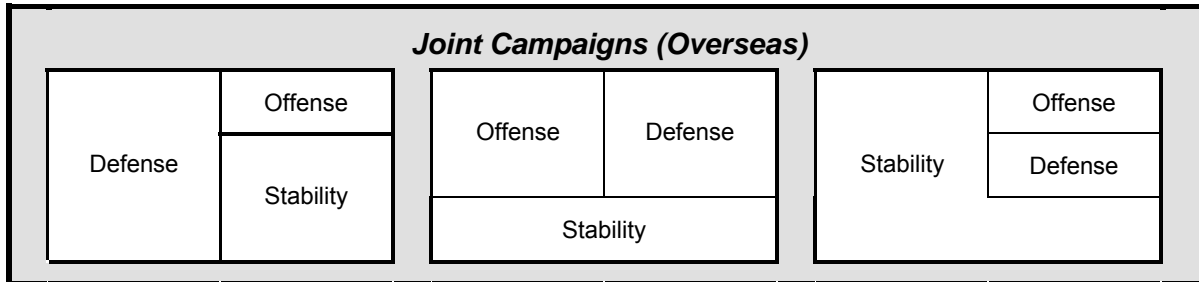 Joint Campaigns (Overseas)
Defense
Offense
Stability
Offense
Defense
Stability
Stability
Offense
Defense